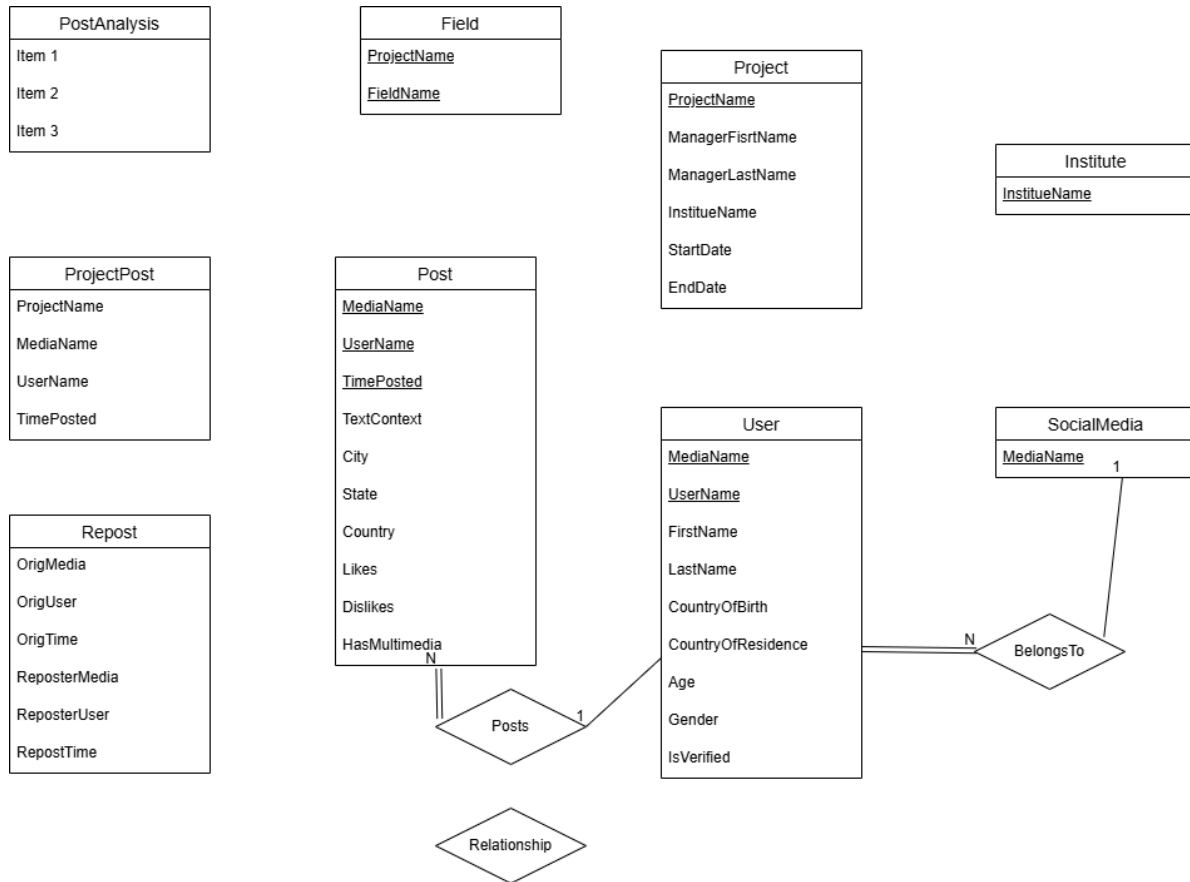 PostAnalysis
Item 1
Item 2
Item 3
Field
ProjectName
FieldName
Project
ProjectName
ManagerFisrtName
ManagerLastName
InstitueName
StartDate
EndDate
Institute
InstitueName
ProjectPost
ProjectName
MediaName
UserName
TimePosted
Post
MediaName
UserName
TimePosted
TextContext
City
State
Country
Likes
Dislikes
HasMultimedia
N
User
MediaName
UserName
FirstName
LastName
CountryOfBirth
CountryOfResidence
Age
Gender
IsVerified
SocialMedia
MediaName
1
N
BelongsTo
Repost
OrigMedia
OrigUser
OrigTime
ReposterMedia
ReposterUser
RepostTime
Posts
1
Relationship